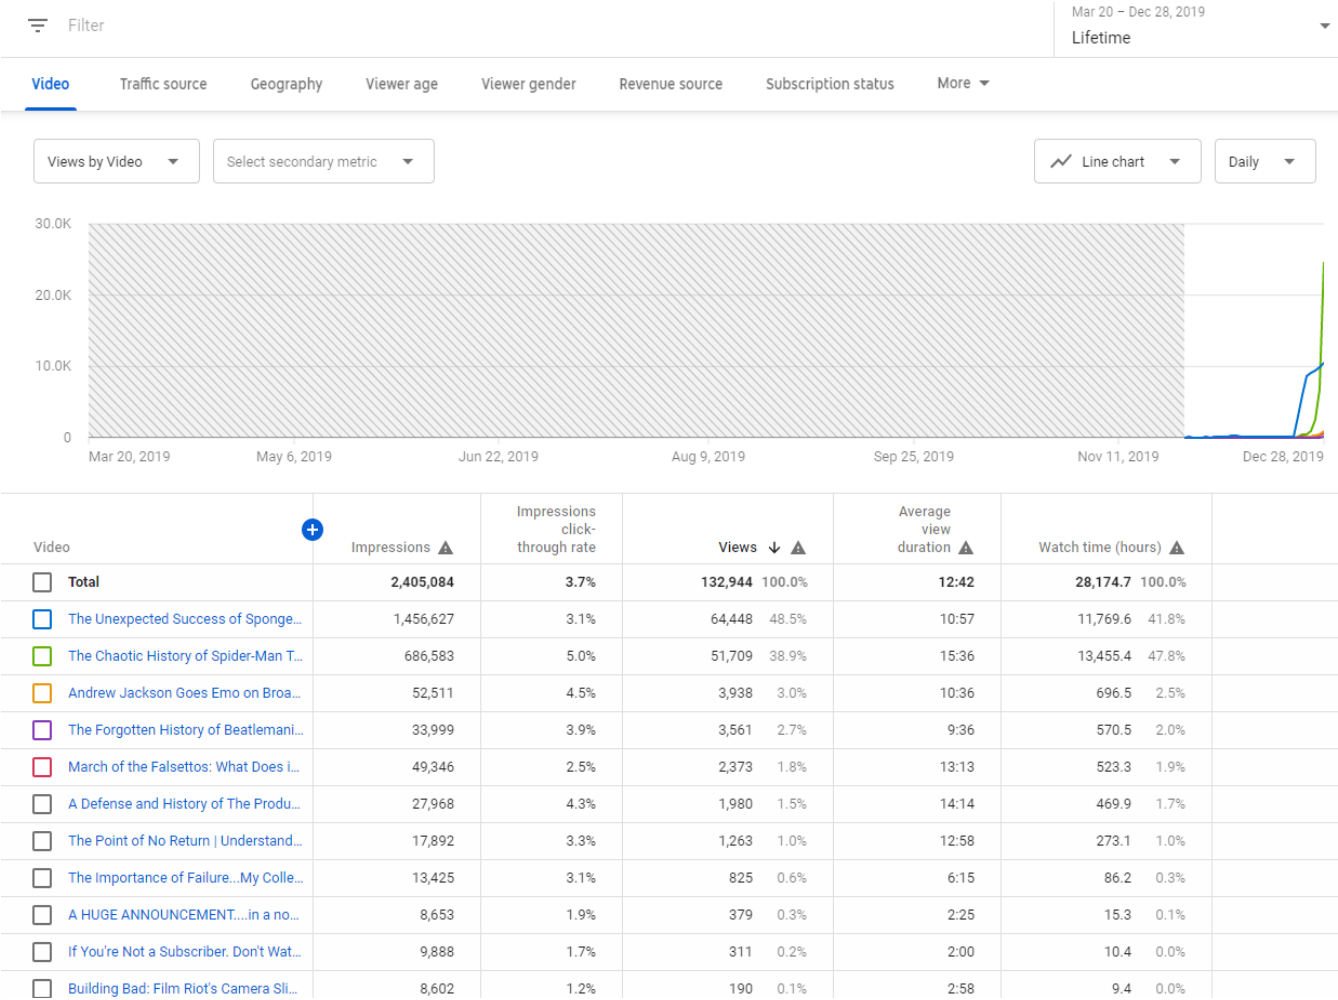 Filter
Mar 20 – Dec 28, 2019
Lifetime
Video Traffic source Geography Viewer age Viewer gender Revenue source Subscription status More
Views by Video Select secondary metric Line chart Daily
30.0K
20.0K
10.0K
0
Mar 20, 2019 May 6, 2019 Jun 22, 2019 Aug 9, 2019 Sep 25, 2019 Nov 11, 2019 Dec 28, 2019
Video Impressions Impressions click-through rate Views Average view duration Watch time (hours)
Total 2,405,084 3.7% 132,944 100.0% 12:42 28,174.7 100.0%
The Unexpected Success of Sponge... 1,456,627 3.1% 64,448 48.5% 10:57 11,769.6 41.8%
The Chaotic History of Spider-Man T... 686,583 5.0% 51,709 38.9% 15:36 13,455.4 47.8%
Andrew Jackson Goes Emo on Broa... 52,511 4.5% 3,938 3.0% 10:36 696.5 2.5%
The Forgotten History of Beatlemani... 33,999 3.9% 3,561 2.7% 9:36 570.5 2.0%
March of the Falsettos: What Does i... 49,346 2.5% 2,373 1.8% 13:13 523.3 1.9%
A Defense and History of The Produ... 27,968 4.3% 1,980 1.5% 14:14 469.9 1.7%
The Point of No Return | Understand... 17,892 3.3% 1,263 1.0% 12:58 273.1 1.0%
The Importance of Failure...My Colle... 13,425 3.1% 825 0.6% 6:15 86.2 0.3%
A HUGE ANNOUNCEMENT....in a no... 8,653 1.9% 379 0.3% 2:25 15.3 0.1%
If You're Not a Subscriber. Don't Wat... 9,888 1.7% 311 0.2% 2:00 10.4 0.0%
Building Bad: Film Riot's Camera Sli... 8,602 1.2% 190 0.1% 2:58 9.4 0.0%